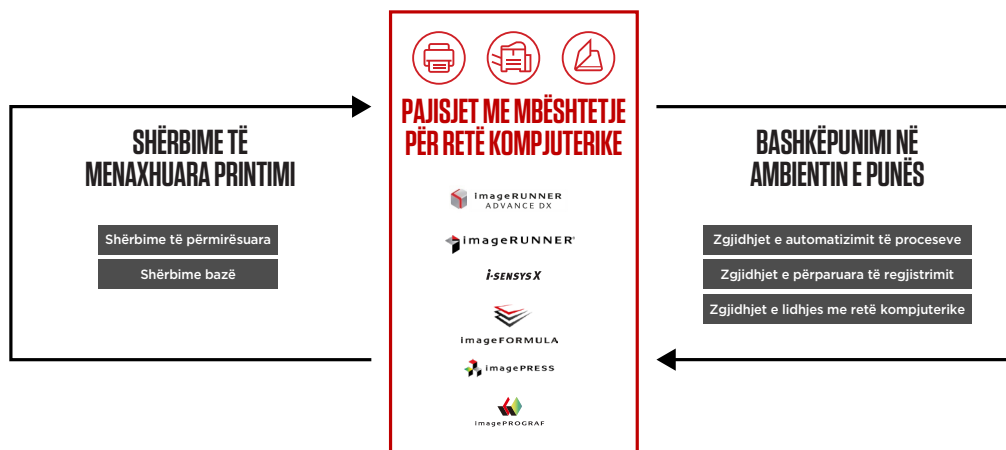 SHËRBIME TË
MENAXHUARA PRINTIMI
Shërbime të përmirësuara
Shërbime bazë
PAJISJET ME MBËSHTETJE
PËR RETË KOMPJUTERIKE
imageRUNNER
ADVANCE DX
imageRUNNER
i-SENSYS X
imageFORMULA
imagePRESS
imagePROGRAF
BASHKËPUNIMI NË
AMBIENTIN E PUNËS
Zgjidhjet e automatizimit të proceseve
Zgjidhjet e përparuara të regjistrimit
Zgjidhjet e lidhjes me retë kompjuterike